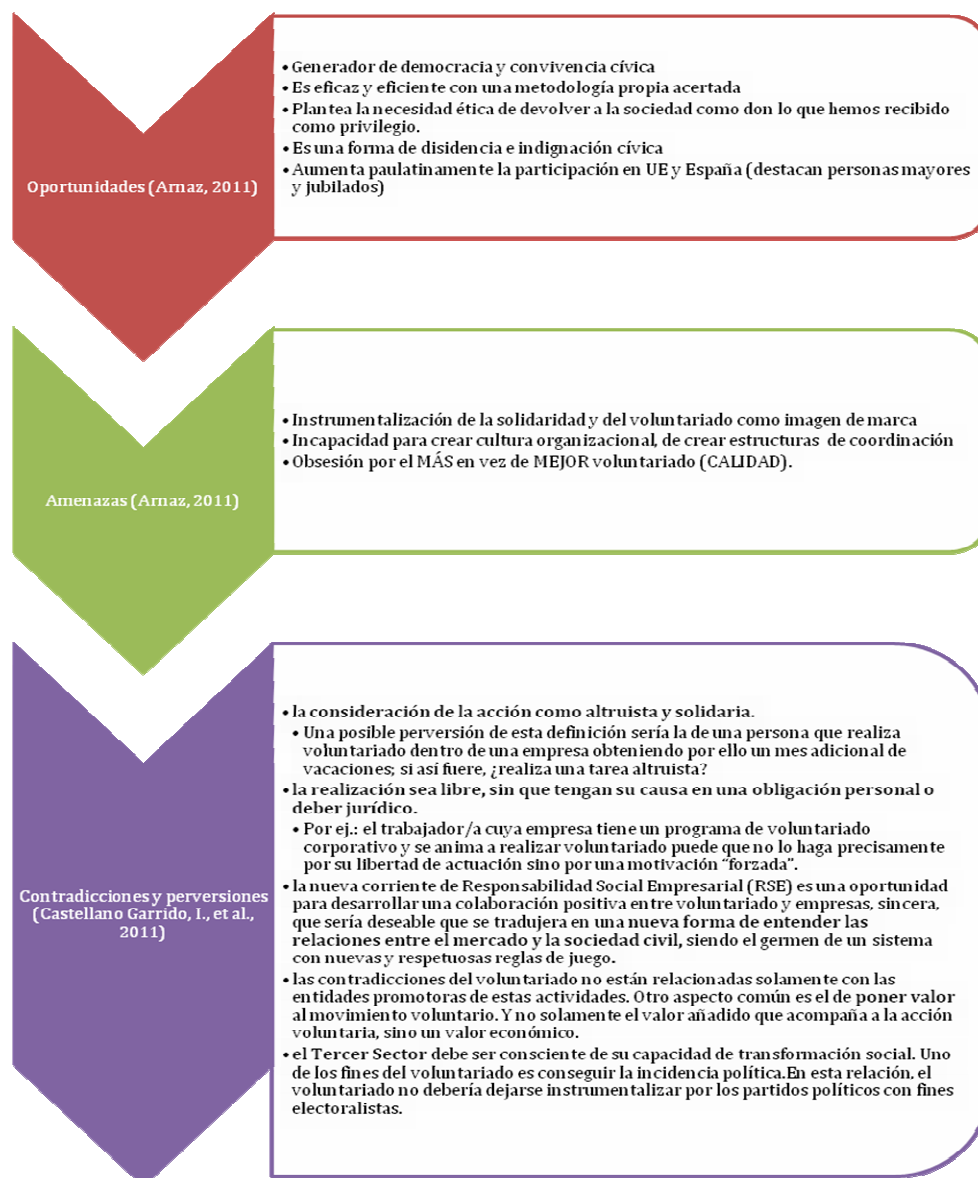 Oportunidades (Arnaz, 2011)
• Generador de democracia y convivencia cívica
• Es eficaz y eficiente con una metodología propia acertada
• Plantea la necesidad ética de devolver a la sociedad como don lo que hemos recibido
como privilegio.
• Es una forma de disidencia e indignación cívica
• Aumenta paulatinamente la participación en UE y España (destacan personas mayores
y jubilados)
Amenazas (Arnaz, 2011)
• Instrumentalización de la solidaridad y del voluntariado como imagen de marca
• Incapacidad para crear cultura organizacional, de crear estructuras de coordinación
• Obsesión por el MÁS en vez de MEJOR voluntariado (CALIDAD).
Contradicciones y perversiones
(Castellano Garrido, I., et al.,
2011)
• la consideración de la acción como altruista y solidaria.
• Una posible perversión de esta definición sería la de una persona que realiza
voluntariado dentro de una empresa obteniendo por ello un mes adicional de
vacaciones; si así fuere, ¿realiza una tarea altruista?
• la realización sea libre, sin que tengan su causa en una obligación personal o
deber jurídico.
• Por ej.: el trabajador/a cuya empresa tiene un programa de voluntariado
corporativo y se anima a realizar voluntariado puede que no lo haga precisamente
por su libertad de actuación sino por una motivación "forzada".
• la nueva corriente de Responsabilidad Social Empresarial (RSE) es una oportunidad
para desarrollar una colaboración positiva entre voluntariado y empresas, sincera,
que sería deseable que se tradujera en una nueva forma de entender las
relaciones entre el mercado y la sociedad civil, siendo el germen de un sistema
con nuevas y respetuosas reglas de juego.
• las contradicciones del voluntariado no están relacionadas solamente con las
entidades promotoras de estas actividades. Otro aspecto común es el de poner valor
al movimiento voluntario. Y no solamente el valor añadido que acompaña a la acción
voluntaria, sino un valor económico.
• el Tercer Sector debe ser consciente de su capacidad de transformación social. Uno
de los fines del voluntariado es conseguir la incidencia política.En esta relación, el
voluntariado no debería dejarse instrumentalizar por los partidos políticos con fines
electoralistas.